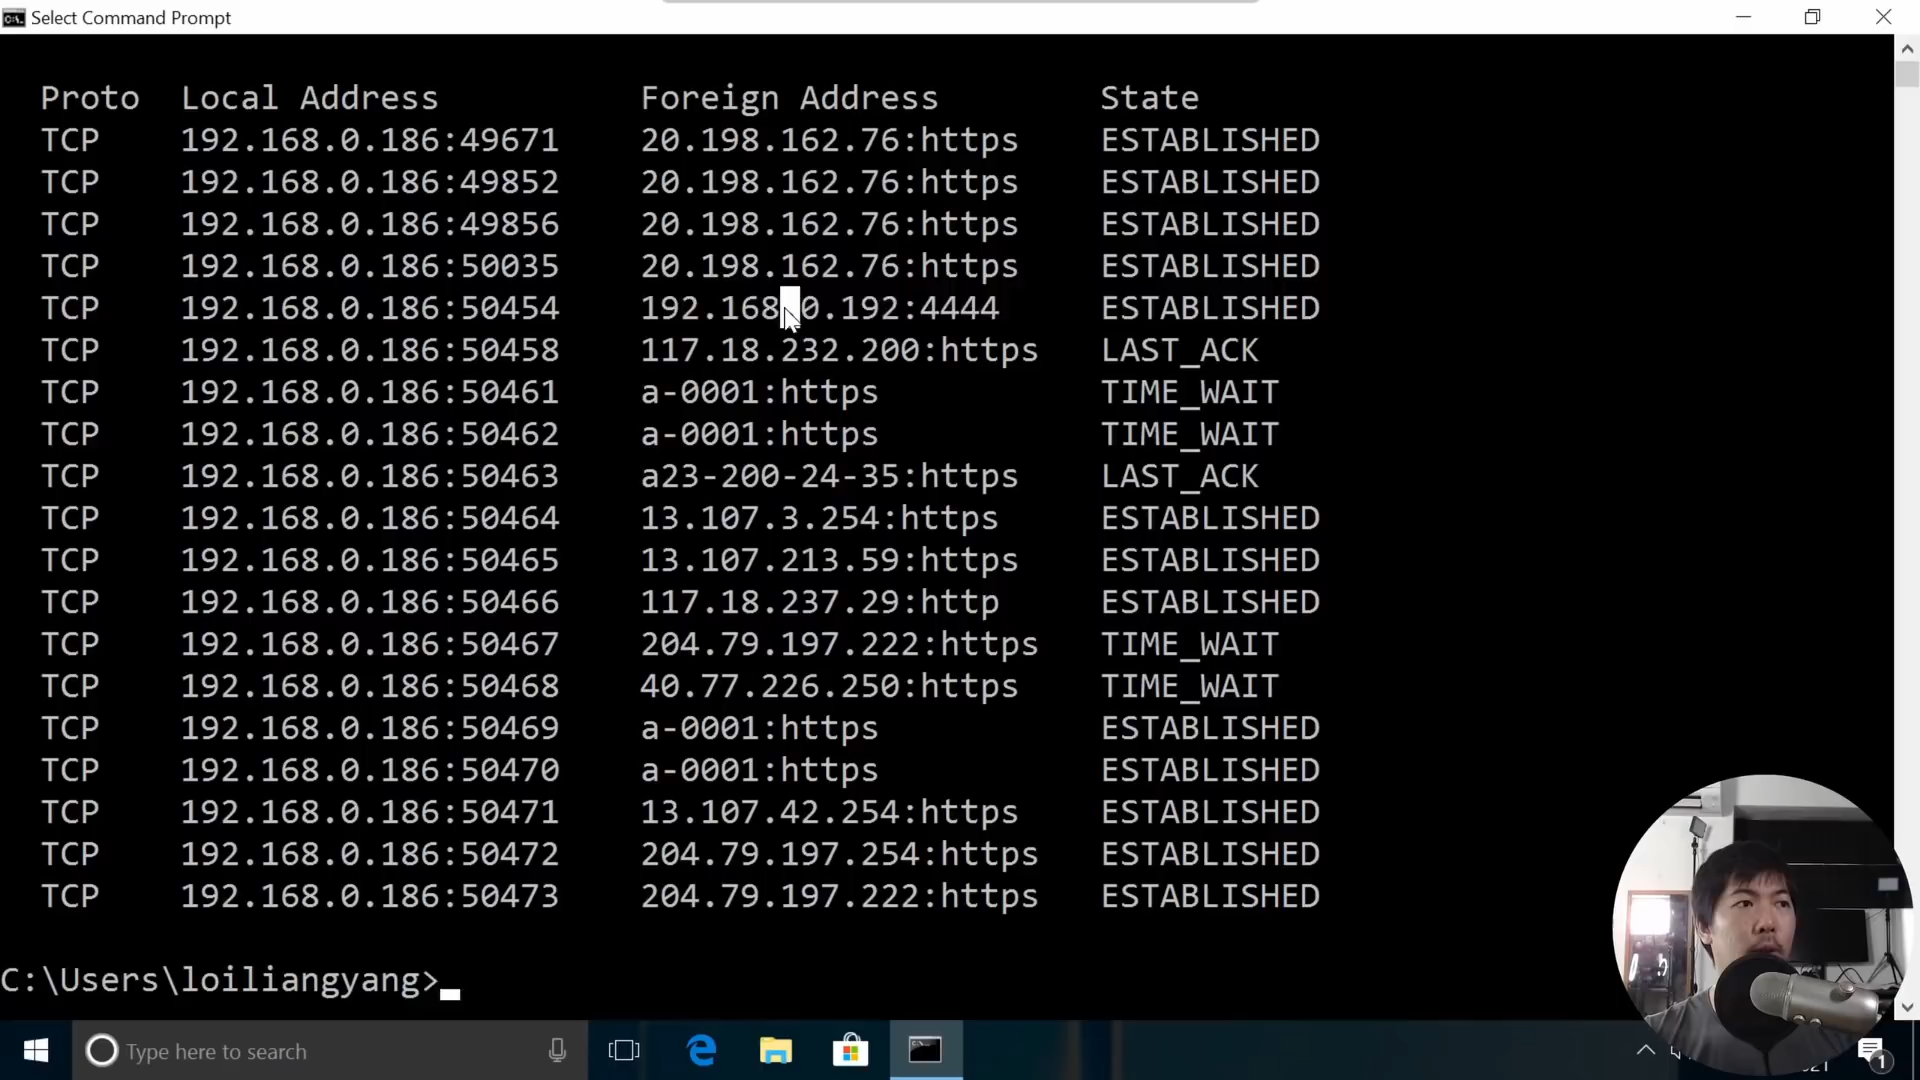 Select Command Prompt
Proto Local Address Foreign Address State
TCP 192.168.0.186:49671 20.198.162.76:https ESTABLISHED
TCP 192.168.0.186:49852 20.198.162.76:https ESTABLISHED
TCP 192.168.0.186:49856 20.198.162.76:https ESTABLISHED
TCP 192.168.0.186:50035 20.198.162.76:https ESTABLISHED
TCP 192.168.0.186:50454 192.168.0.192:4444 ESTABLISHED
TCP 192.168.0.186:50458 117.18.232.200:https LAST_ACK
TCP 192.168.0.186:50461 a-0001:https TIME_WAIT
TCP 192.168.0.186:50462 a-0001:https TIME_WAIT
TCP 192.168.0.186:50463 a23-200-24-35:https LAST_ACK
TCP 192.168.0.186:50464 13.107.3.254:https ESTABLISHED
TCP 192.168.0.186:50465 13.107.213.59:https ESTABLISHED
TCP 192.168.0.186:50466 117.18.237.29:http ESTABLISHED
TCP 192.168.0.186:50467 204.79.197.222:https TIME_WAIT
TCP 192.168.0.186:50468 40.77.226.250:https TIME_WAIT
TCP 192.168.0.186:50469 a-0001:https ESTABLISHED
TCP 192.168.0.186:50470 a-0001:https ESTABLISHED
TCP 192.168.0.186:50471 13.107.42.254:https ESTABLISHED
TCP 192.168.0.186:50472 204.79.197.254:https ESTABLISHED
TCP 192.168.0.186:50473 204.79.197.222:https ESTABLISHED
C:\Users\loiliangyang>
Type here to search
1